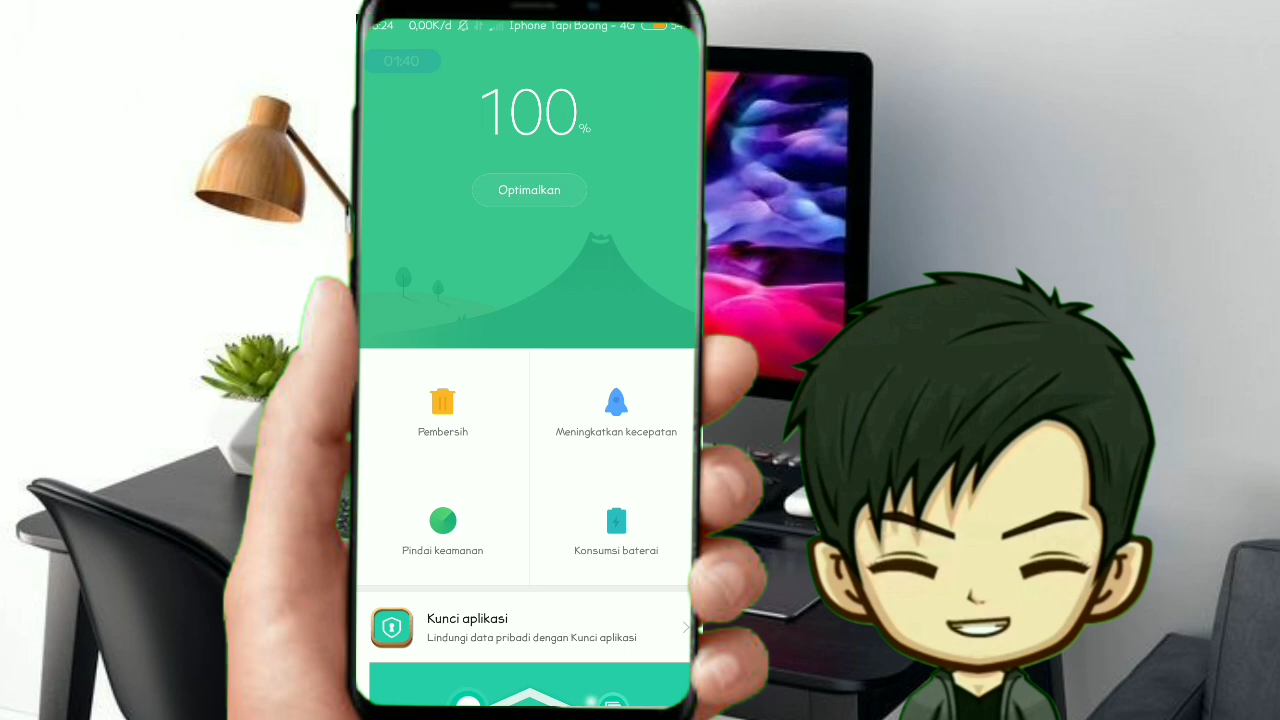 :24 0,00K/d Iphone Tapi Boong - 4G 54
01:40
100%
Optimalkan
Pembersih
Meningkatkan kecepatan
Pindai keamanan
Konsumsi baterai
Kunci aplikasi
Lindungi data pribadi dengan Kunci aplikasi